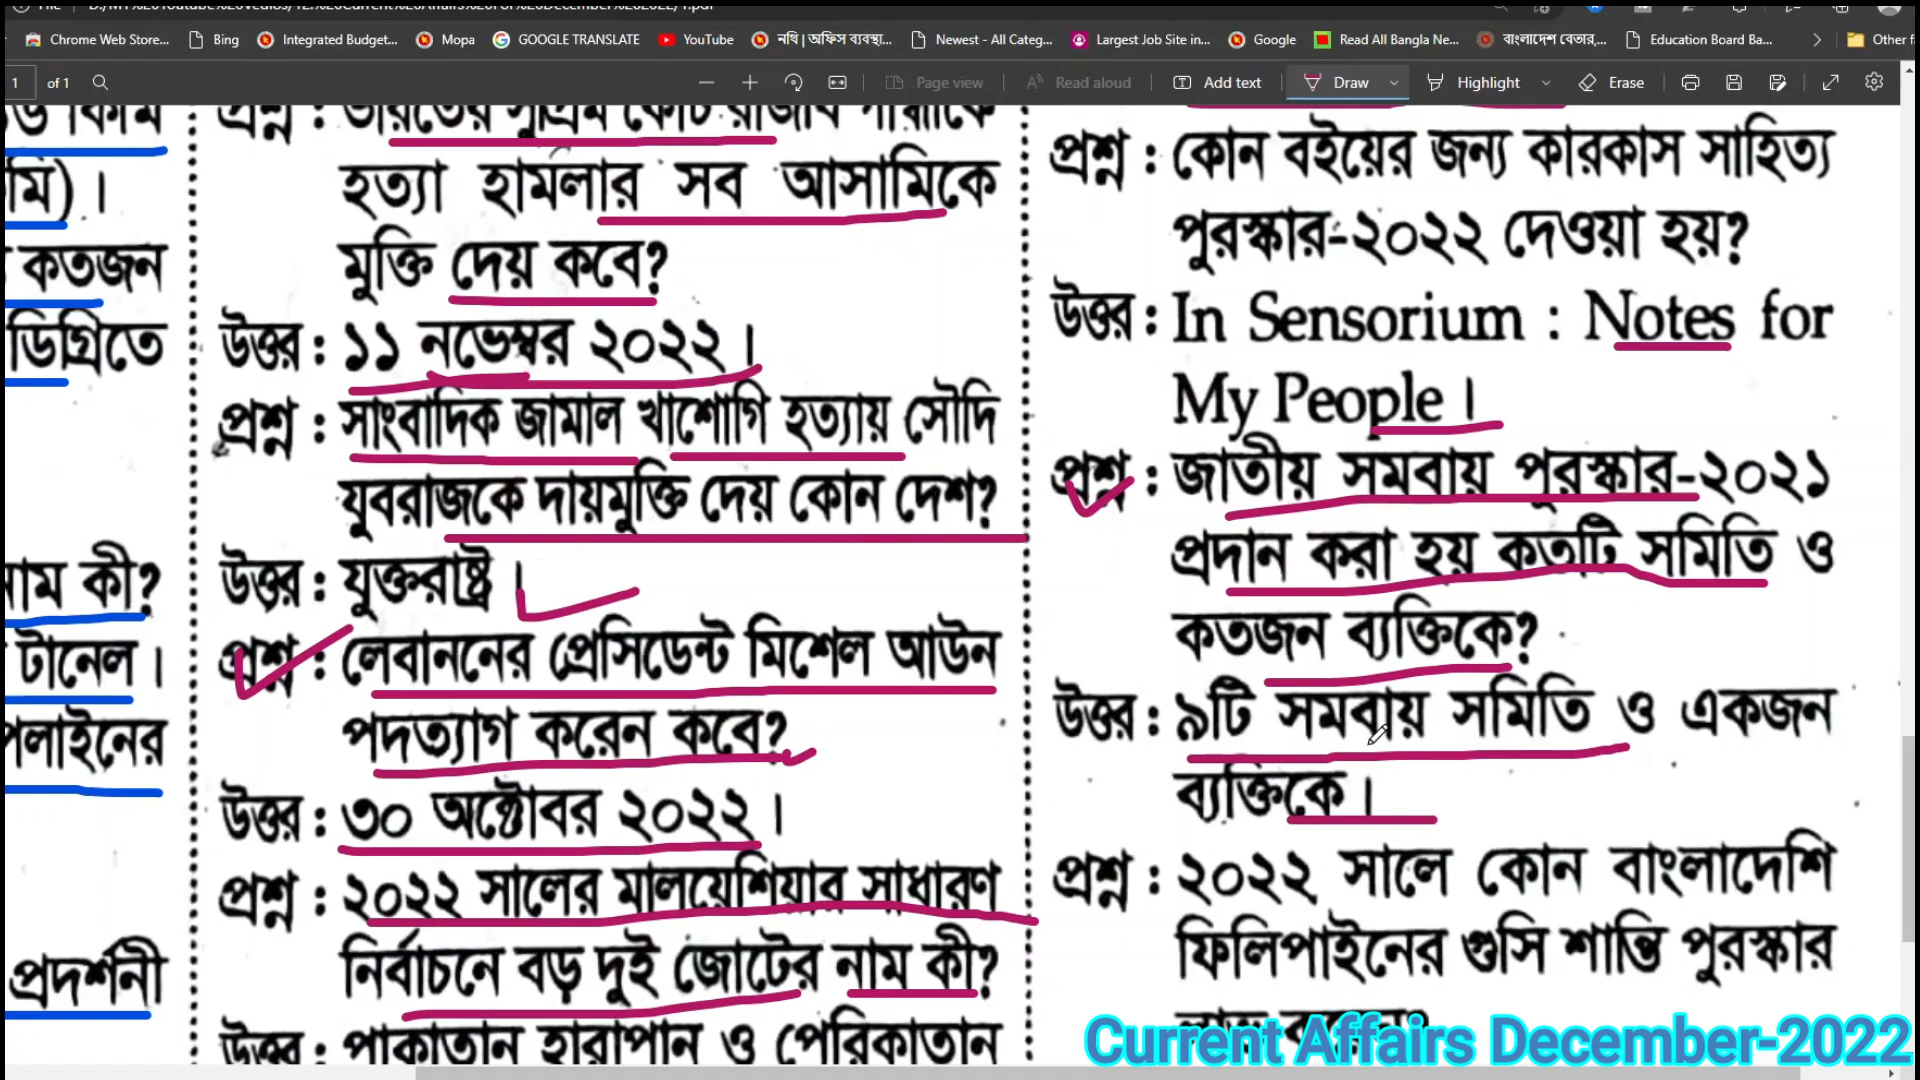 Chrome Web Store...
Bing
Integrated Budget...
Mopa
GOOGLE TRANSLATE
YouTube
নথি | অফিস ব্যবস্থা...
Newest - All Categ...
Largest Job Site in...
Google
Read All Bangla Ne...
বাংলাদেশ বেতার,...
Education Board Ba...
Other f
1
of 1
Page view
Read aloud
Add text
Draw
Highlight
Erase
মি) ।
কতজন
ডিগ্রিতে
নাম কী?
টানেল।
পলাইনের
প্রদর্শনী
প্রশ্ন : ভারতের সুপ্রিম কোর্ট রাজীব
হত্যা হামলার সব আসামিকে
মুক্তি দেয় কবে?
উত্তর : ১১ নভেম্বর ২০২২ ।
প্রশ্ন : সাংবাদিক জামাল খাশোগি হত্যায় সৌদি
যুবরাজকে দায়মুক্তি দেয় কোন দেশ?
উত্তর : যুক্তরাষ্ট্র ।
প্রশ্ন : লেবাননের প্রেসিডেন্ট মিশেল আউন
পদত্যাগ করেন কবে?
উত্তর : ৩০ অক্টোবর ২০২২ ।
প্রশ্ন : ২০২২ সালের মালয়েশিয়ার সাধারণ
নির্বাচনে বড় দুই জোটের নাম কী?
উত্তর : পাকাতান হারাপান ও পেরিকাতান
প্রশ্ন : কোন বইয়ের জন্য কারকাস সাহিত্য
পুরস্কার-২০২২ দেওয়া হয়?
উত্তর : In Sensorium : Notes for
My People ।
প্রশ্ন : জাতীয় সমবায় পুরস্কার-২০২১
প্রদান করা হয় কতটি সমিতি ও
কতজন ব্যক্তিকে?
উত্তর : ৯টি সমবায় সমিতি ও একজন
ব্যক্তিকে ।
প্রশ্ন : ২০২২ সালে কোন বাংলাদেশি
ফিলিপাইনের গুসি শান্তি পুরস্কার
Current Affairs December-2022